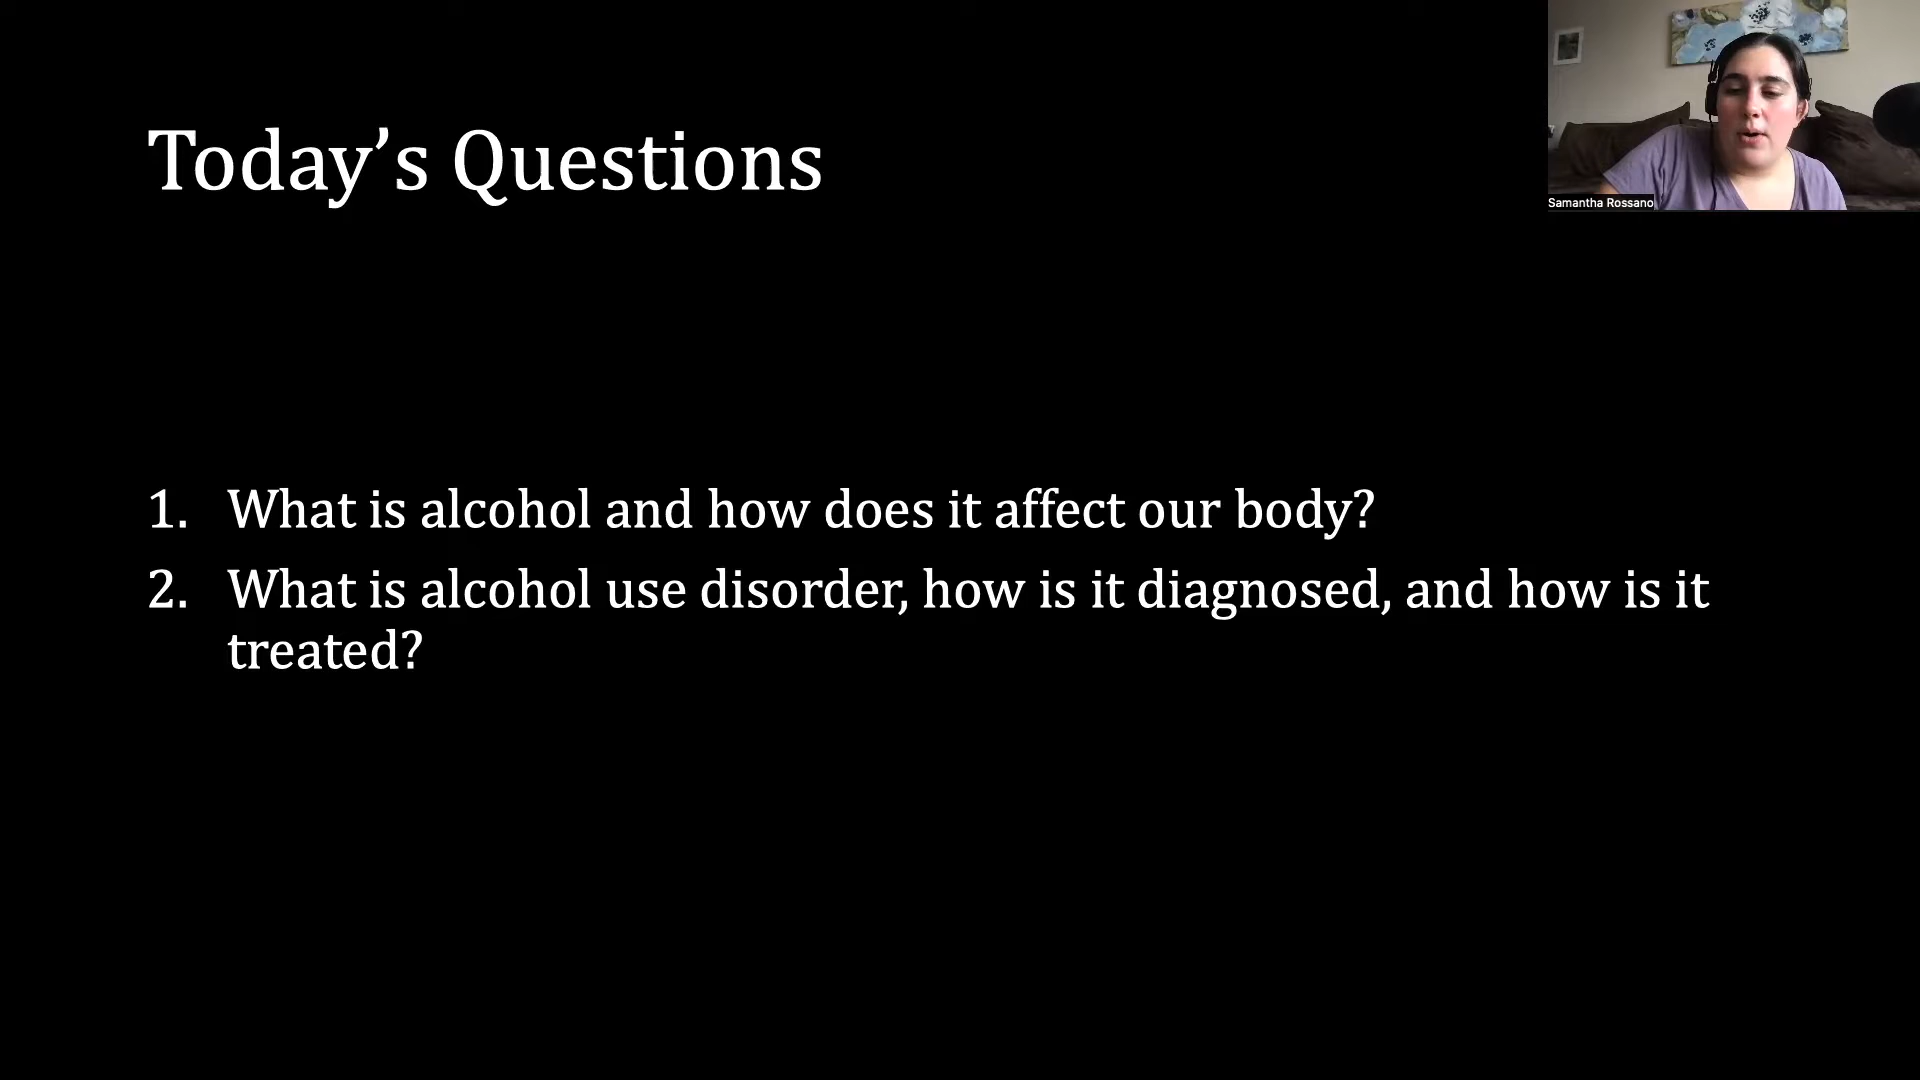 Today’s Questions
Samantha Rossano
1. What is alcohol and how does it affect our body?
2. What is alcohol use disorder, how is it diagnosed, and how is it
treated?